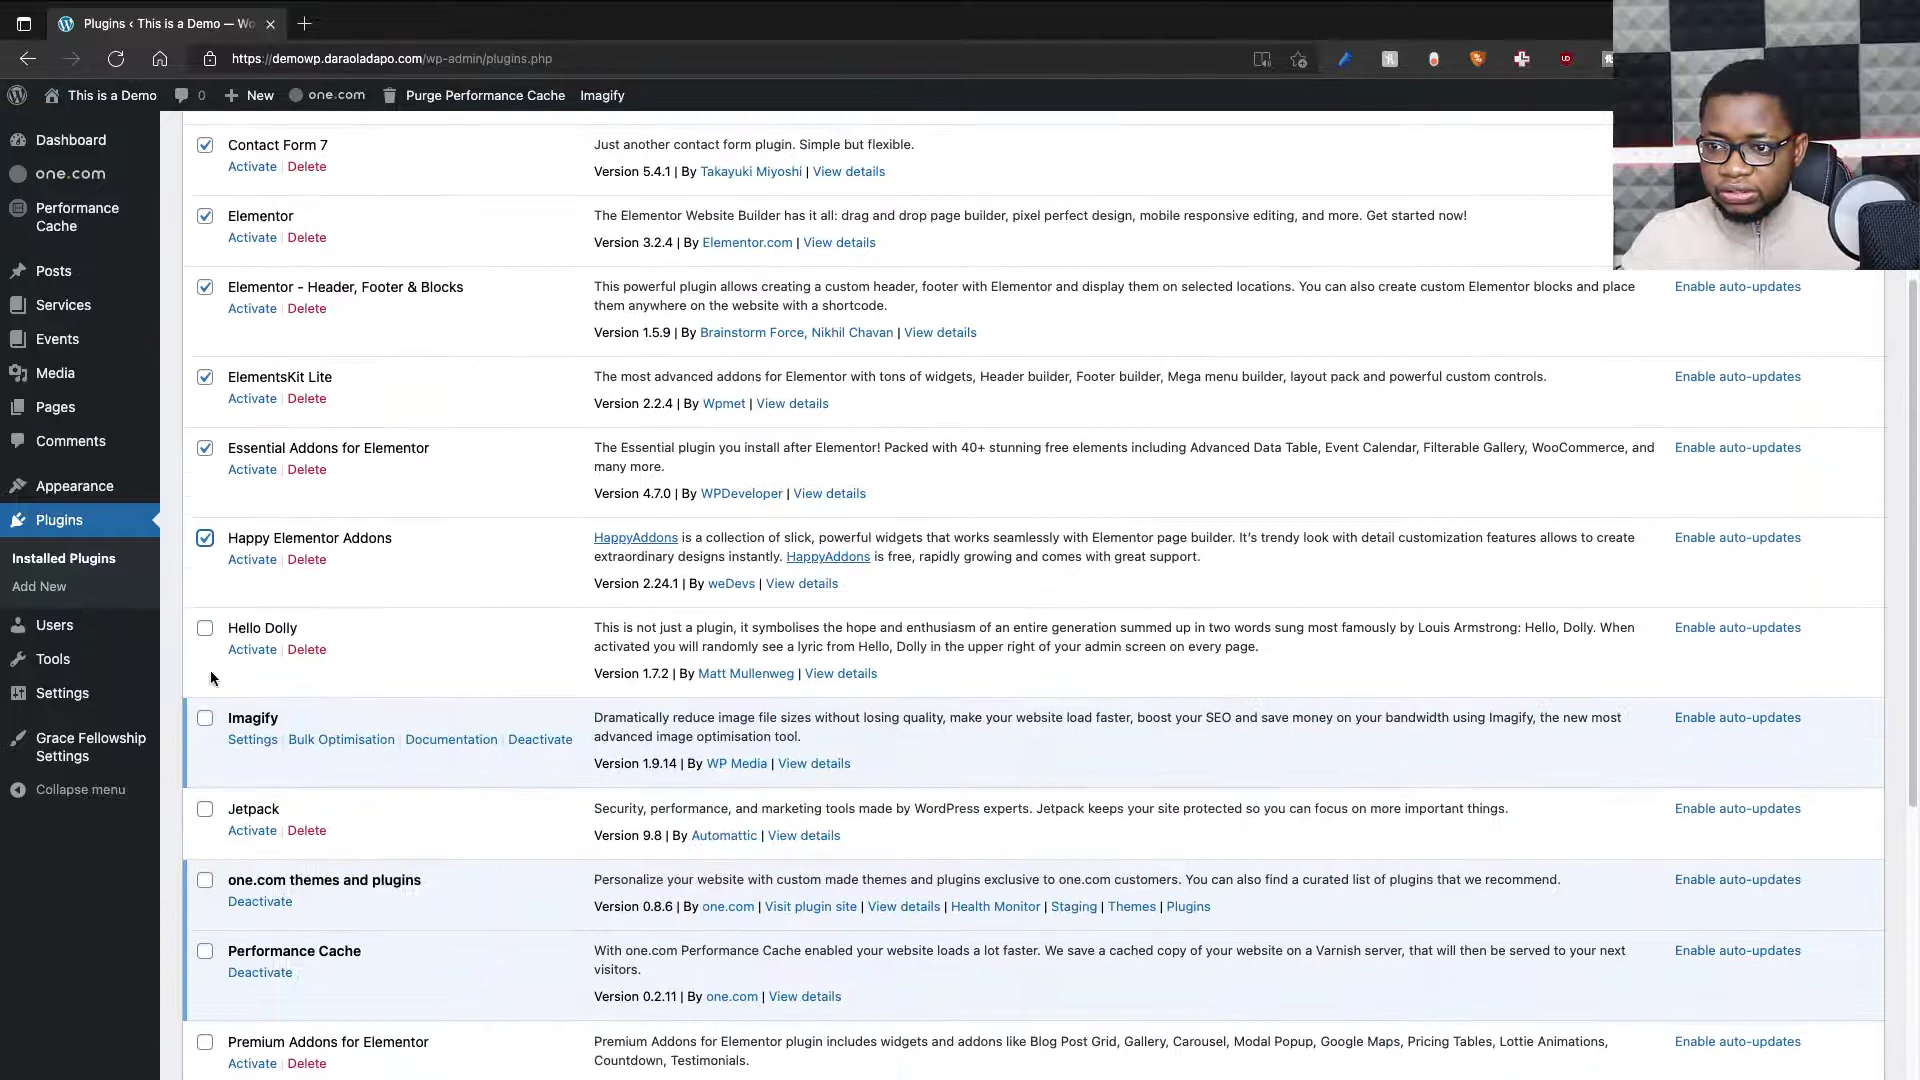 Plugins ‹ This is a Demo — Wo
https://demowp.daraoladapo.com/wp-admin/plugins.php
This is a Demo 0 New one.com Purge Performance Cache Imagify
Dashboard
one.com
Performance
Cache
Posts
Services
Events
Media
Pages
Comments
Appearance
Plugins
Installed Plugins
Add New
Users
Tools
Settings
Grace Fellowship
Settings
Collapse menu
Contact Form 7
Activate | Delete
Just another contact form plugin. Simple but flexible.
Version 5.4.1 | By Takayuki Miyoshi | View details
Elementor
Activate | Delete
The Elementor Website Builder has it all: drag and drop page builder, pixel perfect design, mobile responsive editing, and more. Get started now!
Version 3.2.4 | By Elementor.com | View details
Elementor - Header, Footer & Blocks
Activate | Delete
This powerful plugin allows creating a custom header, footer with Elementor and display them on selected locations. You can also create custom Elementor blocks and place
them anywhere on the website with a shortcode.
Version 1.5.9 | By Brainstorm Force, Nikhil Chavan | View details
Enable auto-updates
ElementsKit Lite
Activate | Delete
The most advanced addons for Elementor with tons of widgets, Header builder, Footer builder, Mega menu builder, layout pack and powerful custom controls.
Version 2.2.4 | By Wpmet | View details
Enable auto-updates
Essential Addons for Elementor
Activate | Delete
The Essential plugin you install after Elementor! Packed with 40+ stunning free elements including Advanced Data Table, Event Calendar, Filterable Gallery, WooCommerce, and
many more.
Version 4.7.0 | By WPDeveloper | View details
Enable auto-updates
Happy Elementor Addons
Activate | Delete
HappyAddons is a collection of slick, powerful widgets that works seamlessly with Elementor page builder. It’s trendy look with detail customization features allows to create
extraordinary designs instantly. HappyAddons is free, rapidly growing and comes with great support.
Version 2.24.1 | By weDevs | View details
Enable auto-updates
Hello Dolly
Activate | Delete
This is not just a plugin, it symbolises the hope and enthusiasm of an entire generation summed up in two words sung most famously by Louis Armstrong: Hello, Dolly. When
activated you will randomly see a lyric from Hello, Dolly in the upper right of your admin screen on every page.
Version 1.7.2 | By Matt Mullenweg | View details
Enable auto-updates
Imagify
Settings | Bulk Optimisation | Documentation | Deactivate
Dramatically reduce image file sizes without losing quality, make your website load faster, boost your SEO and save money on your bandwidth using Imagify, the new most
advanced image optimisation tool.
Version 1.9.14 | By WP Media | View details
Enable auto-updates
Jetpack
Activate | Delete
Security, performance, and marketing tools made by WordPress experts. Jetpack keeps your site protected so you can focus on more important things.
Version 9.8 | By Automattic | View details
Enable auto-updates
one.com themes and plugins
Deactivate
Personalize your website with custom made themes and plugins exclusive to one.com customers. You can also find a curated list of plugins that we recommend.
Version 0.8.6 | By one.com | Visit plugin site | View details | Health Monitor | Staging | Themes | Plugins
Enable auto-updates
Performance Cache
Deactivate
With one.com Performance Cache enabled your website loads a lot faster. We save a cached copy of your website on a Varnish server, that will then be served to your next
visitors.
Version 0.2.11 | By one.com | View details
Enable auto-updates
Premium Addons for Elementor
Activate | Delete
Premium Addons for Elementor plugin includes widgets and addons like Blog Post Grid, Gallery, Carousel, Modal Popup, Google Maps, Pricing Tables, Lottie Animations,
Countdown, Testimonials.
Enable auto-updates